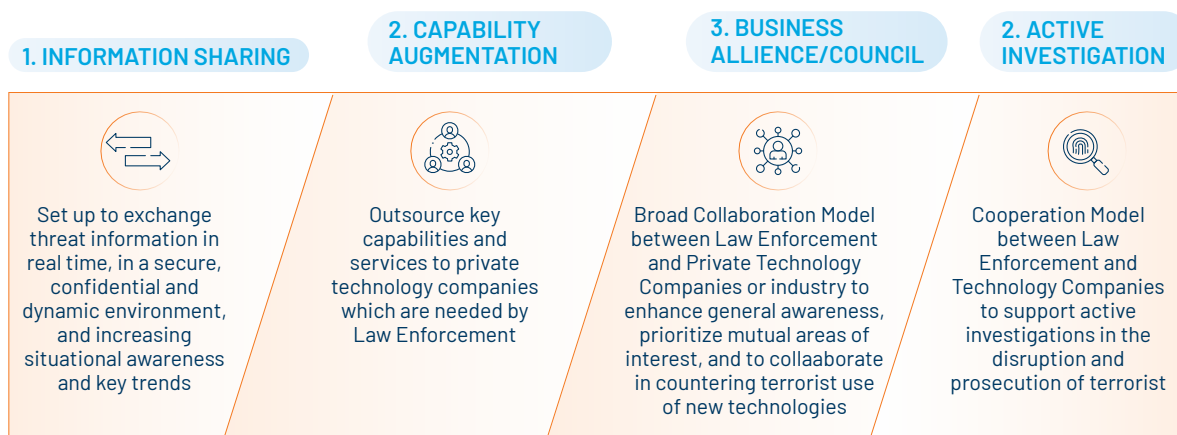 1. INFORMATION SHARING
2. CAPABILITY
AUGMENTATION
3. BUSINESS
ALLIENCE/COUNCIL
2. ACTIVE
INVESTIGATION
Set up to exchange
threat information in
real time, in a secure,
confidential and
dynamic environment,
and increasing
situational awareness
and key trends
Outsource key
capabilities and
services to private
technology companies
which are needed by
Law Enforcement
Broad Collaboration Model
between Law Enforcement
and Private Technology
Companies or industry to
enhance general awareness,
prioritize mutual areas of
interest, and to collaaborate
in countering terrorist use
of new technologies
Cooperation Model
between Law
Enforcement and
Technology Companies
to support active
investigations in the
disruption and
prosecution of terrorist